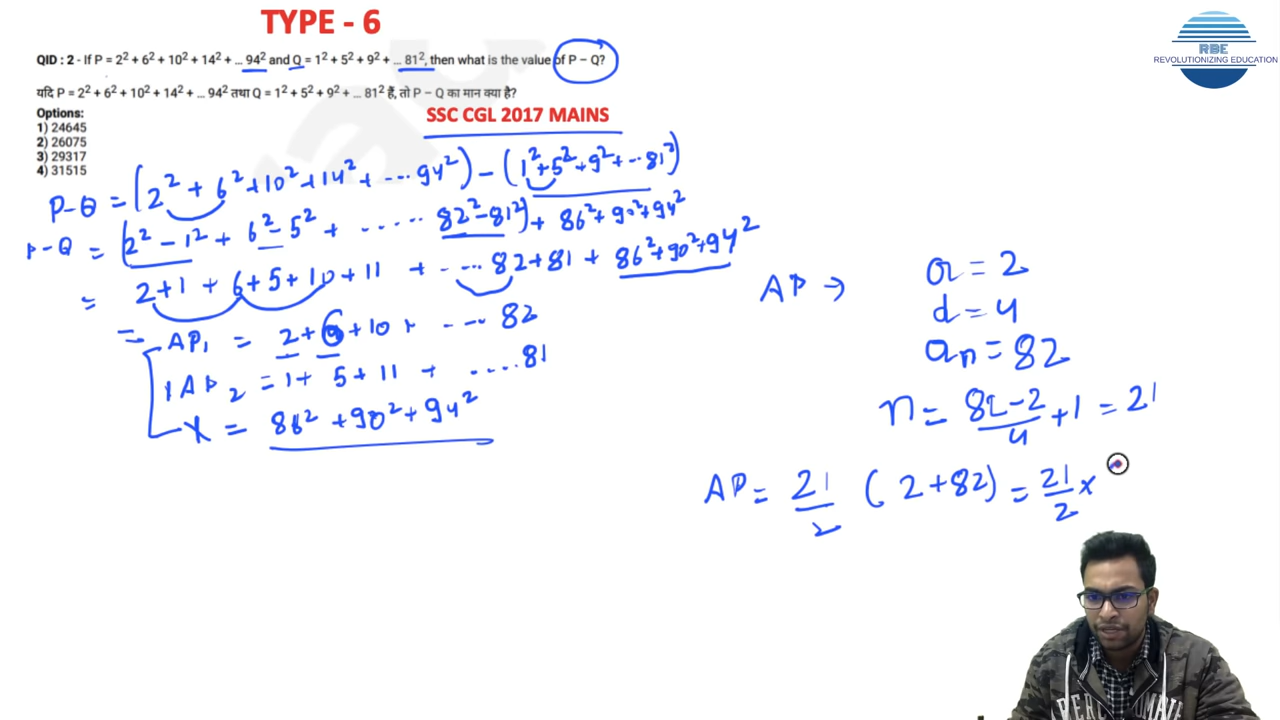 TYPE - 6
RBE
REVOLUTIONIZING EDUCATION
QID : 2 - If P = 2² + 6² + 10² + 14² + ... 94² and Q = 1² + 5² + 9² + ... 81², then what is the value of P – Q?
यदि P = 2² + 6² + 10² + 14² + ... 94² तथा Q = 1² + 5² + 9² + ... 81² हैं, तो P – Q का मान क्या है?
Options:
SSC CGL 2017 MAINS
1) 24645
2) 26075
3) 29317
4) 31515
P-Q = (2² + 6² + 10² + 14² + ... 94²) - (1² + 5² + 9² + ... 81²)
P-Q = (2² - 1² + 6² - 5² + ...... 82² - 81²) + 86² + 90² + 94²
= 2+1 + 6+5+10+11 + .... 82+81 + 86² + 90² + 94²
= AP₁ = 2+6+10+ ---- 82
AP₂ = 1+ 5+11 + .....81
X = 86² + 90² + 94²
AP → a = 2
d = 4
an = 82
n = 82-2/4 + 1 = 21
AP = 21/2 (2+82) = 21/2 ×